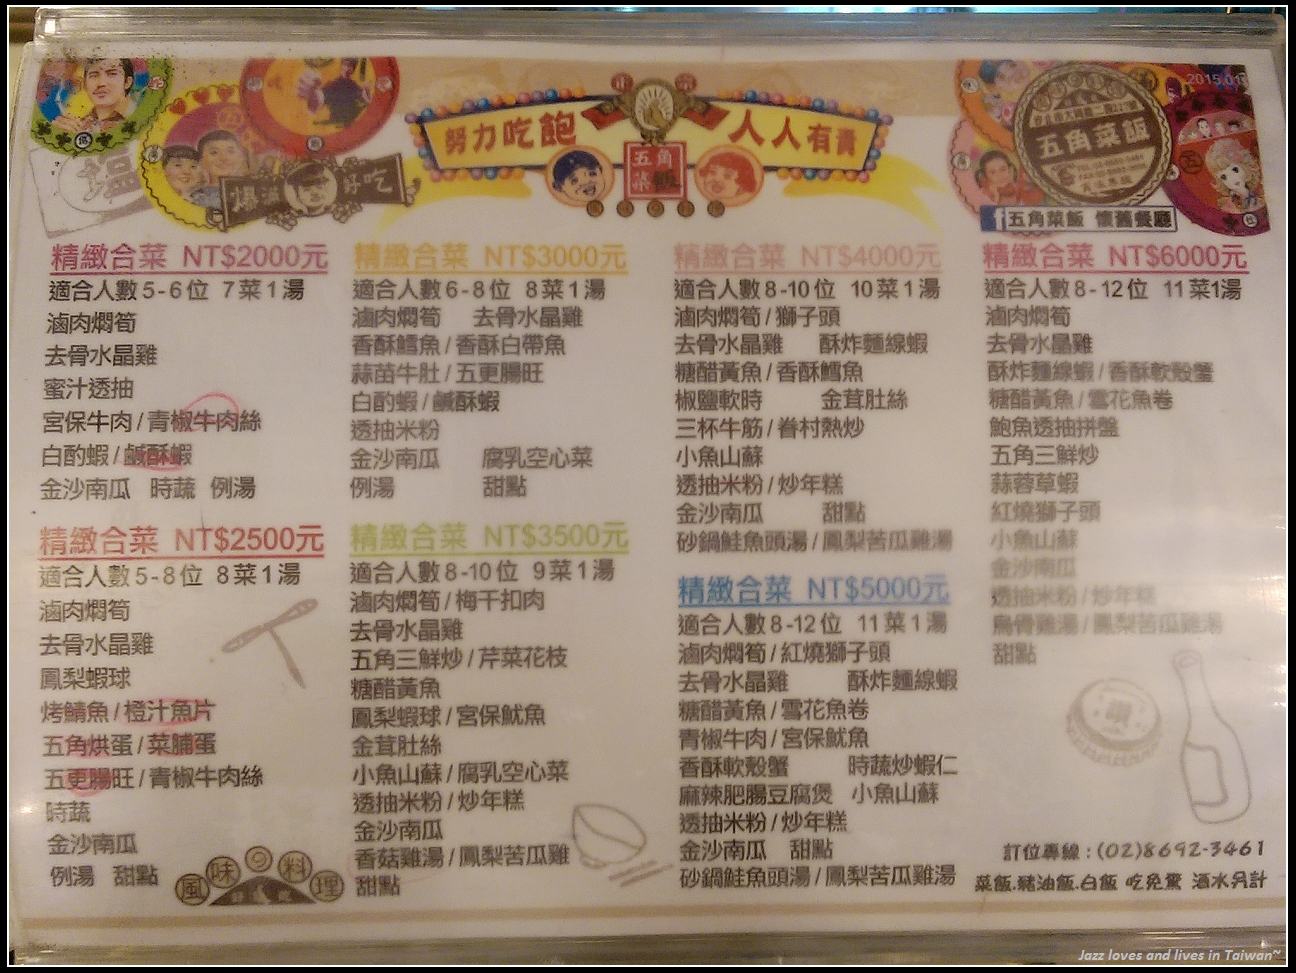 2015.01
努力吃飽
人人有責
五角菜飯
爆滿
好吃
五角菜飯
五角菜飯 懷舊餐廳
精緻合菜 NT$2000元
適合人數5-6位 7菜1湯
滷肉燜筍
去骨水晶雞
蜜汁透抽
宮保牛肉/青椒牛肉絲
白酌蝦/鹹酥蝦
金沙南瓜 時蔬 例湯
精緻合菜 NT$2500元
適合人數5-8位 8菜1湯
滷肉燜筍
去骨水晶雞
鳳梨蝦球
烤鯖魚/橙汁魚片
五角烘蛋/菜脯蛋
五更腸旺/青椒牛肉絲
時蔬
金沙南瓜
例湯 甜點
風味料理
精緻合菜 NT$3000元
適合人數6-8位 8菜1湯
滷肉燜筍 去骨水晶雞
香酥鱈魚/香酥白帶魚
蒜苗牛肚/五更腸旺
白酌蝦/鹹酥蝦
透抽米粉
金沙南瓜 腐乳空心菜
例湯 甜點
精緻合菜 NT$3500元
適合人數8-10位 9菜1湯
滷肉燜筍/梅干扣肉
去骨水晶雞
五角三鮮炒/芹菜花枝
糖醋黃魚
鳳梨蝦球/宮保魷魚
金茸肚絲
小魚山蘇/腐乳空心菜
透抽米粉/炒年糕
金沙南瓜
香菇雞湯/鳳梨苦瓜雞
甜點
精緻合菜 NT$4000元
適合人數8-10位 10菜1湯
滷肉燜筍/獅子頭
去骨水晶雞 酥炸麵線蝦
糖醋黃魚/香酥鱈魚
椒鹽軟時 金茸肚絲
三杯牛筋/眷村熱炒
小魚山蘇
透抽米粉/炒年糕
金沙南瓜 甜點
砂鍋鮭魚頭湯/鳳梨苦瓜雞湯
精緻合菜 NT$5000元
適合人數8-12位 11菜1湯
滷肉燜筍/紅燒獅子頭
去骨水晶雞 酥炸麵線蝦
糖醋黃魚/雪花魚卷
青椒牛肉/宮保魷魚
香酥軟殼蟹 時蔬炒蝦仁
麻辣肥腸豆腐煲 小魚山蘇
透抽米粉/炒年糕
金沙南瓜 甜點
砂鍋鮭魚頭湯/鳳梨苦瓜雞湯
精緻合菜 NT$6000元
適合人數8-12位 11菜1湯
滷肉燜筍
去骨水晶雞
酥炸麵線蝦/香酥軟殼蟹
糖醋黃魚/雪花魚卷
鮑魚透抽拼盤
五角三鮮炒
蒜蓉草蝦
紅燒獅子頭
小魚山蘇
金沙南瓜
透抽米粉/炒年糕
烏骨雞湯/鳳梨苦瓜雞湯
甜點
讚
訂位專線:(02)8692-3461
菜飯.豬油飯.白飯 吃免驚 酒水另計
Jazz loves and lives in Taiwan~